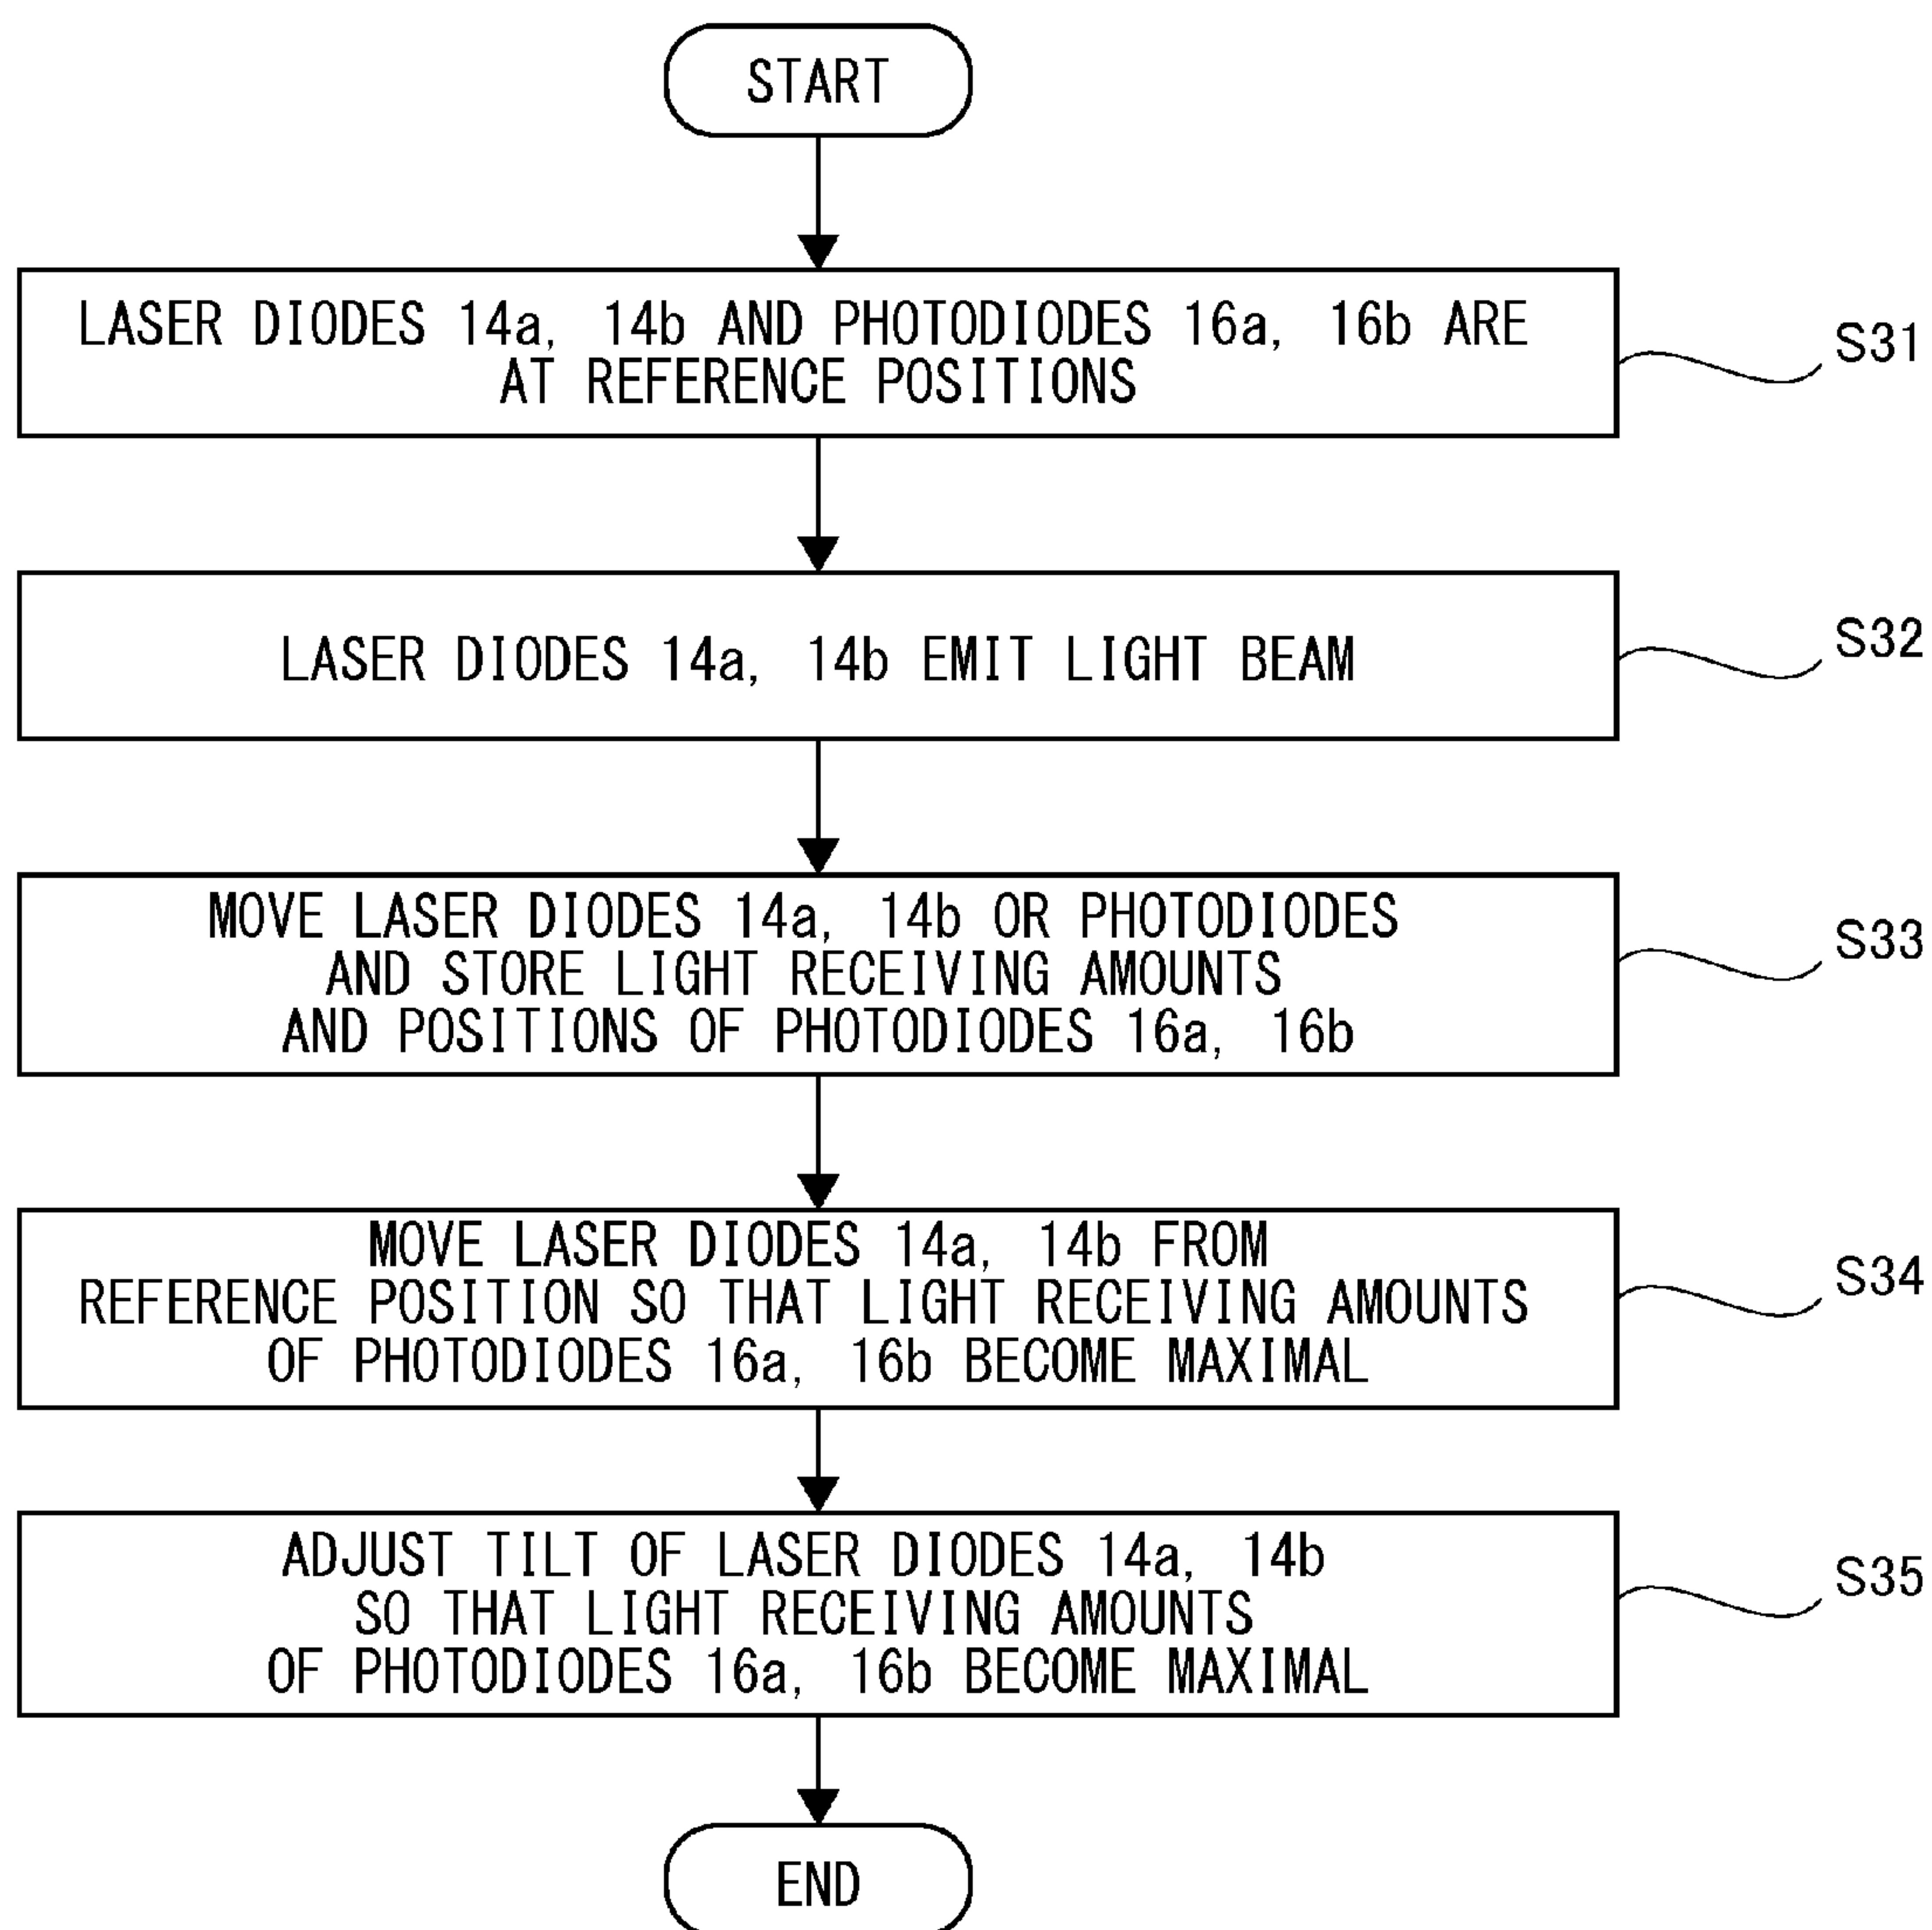 START
LASER DIODES 14a, 14b AND PHOTODIODES 16a, 16b ARE
AT REFERENCE POSITIONS
S31
LASER DIODES 14a, 14b EMIT LIGHT BEAM
S32
MOVE LASER DIODES 14a, 14b OR PHOTODIODES
AND STORE LIGHT RECEIVING AMOUNTS
AND POSITIONS OF PHOTODIODES 16a, 16b
S33
MOVE LASER DIODES 14a, 14b FROM
REFERENCE POSITION SO THAT LIGHT RECEIVING AMOUNTS
OF PHOTODIODES 16a, 16b BECOME MAXIMAL
S34
ADJUST TILT OF LASER DIODES 14a, 14b
SO THAT LIGHT RECEIVING AMOUNTS
OF PHOTODIODES 16a, 16b BECOME MAXIMAL
S35
END